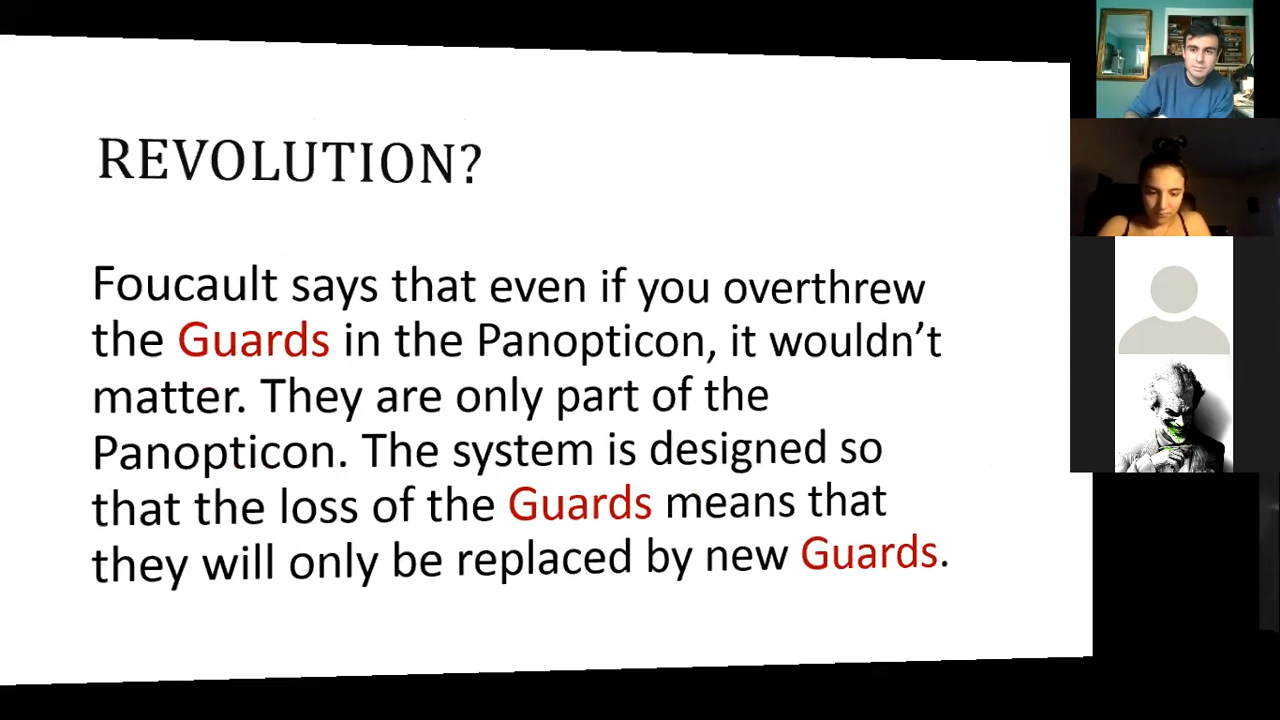 REVOLUTION?
Foucault says that even if you overthrew
the Guards in the Panopticon, it wouldn’t
matter. They are only part of the
Panopticon. The system is designed so
that the loss of the Guards means that
they will only be replaced by new Guards.